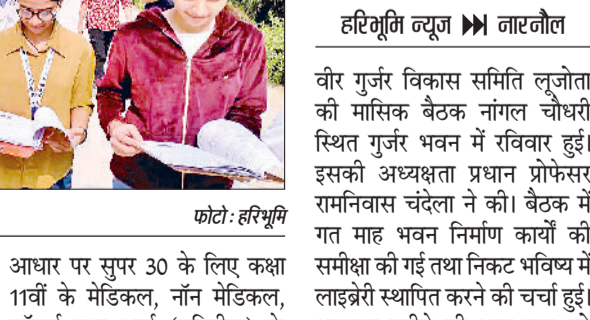 फोटो : हरिभूमि
आधार पर सुपर 30 के लिए कक्षा
11वीं के मेडिकल, नॉन मेडिकल,
हरिभूमि न्यूज ▶▶ नारनौल
वीर गुर्जर विकास समिति लूजोता
की मासिक बैठक नांगल चौधरी
स्थित गुर्जर भवन में रविवार हुई।
इसकी अध्यक्षता प्रधान प्रोफेसर
रामनिवास चंदेला ने की। बैठक में
गत माह भवन निर्माण कार्यों की
समीक्षा की गई तथा निकट भविष्य में
लाइब्रेरी स्थापित करने की चर्चा हुई।